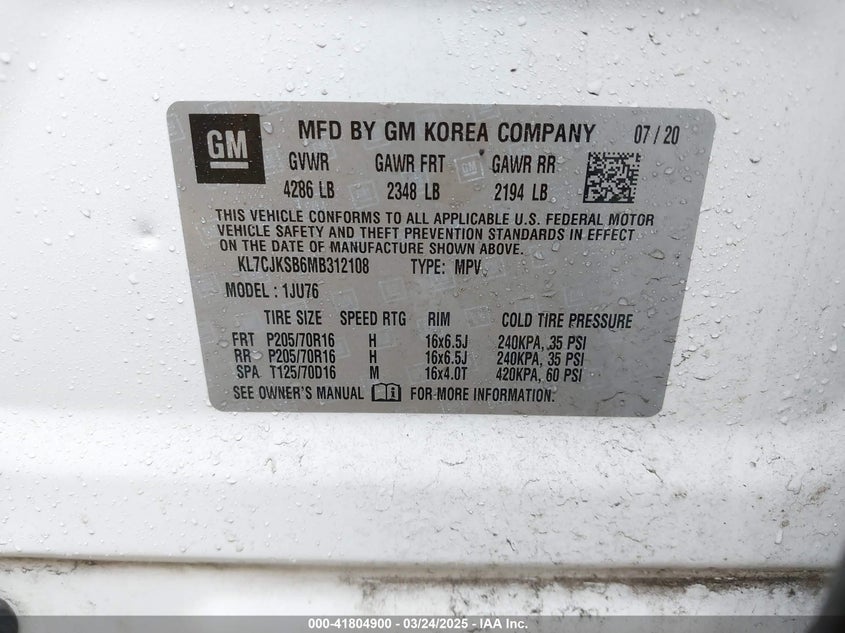 GM
MFD BY GM KOREA COMPANY 07 / 20
GVWR GAWR FRT GAWR RR
4286 LB 2348 LB 2194 LB
THIS VEHICLE CONFORMS TO ALL APPLICABLE U.S. FEDERAL MOTOR
VEHICLE SAFETY AND THEFT PREVENTION STANDARDS IN EFFECT
ON THE DATE OF MANUFACTURE SHOWN ABOVE.
KL7CJKSB6MB312108 TYPE: MPV
MODEL : 1JU76
TIRE SIZE SPEED RTG RIM COLD TIRE PRESSURE
FRT P205/70R16 H 16x6.5J 240KPA, 35 PSI
RR P205/70R16 H 16x6.5J 240KPA, 35 PSI
SPA T125/70D16 M 16x4.0T 420KPA, 60 PSI
SEE OWNER'S MANUAL FOR MORE INFORMATION.
000-41804900 - 03/24/2025 - IAA Inc.